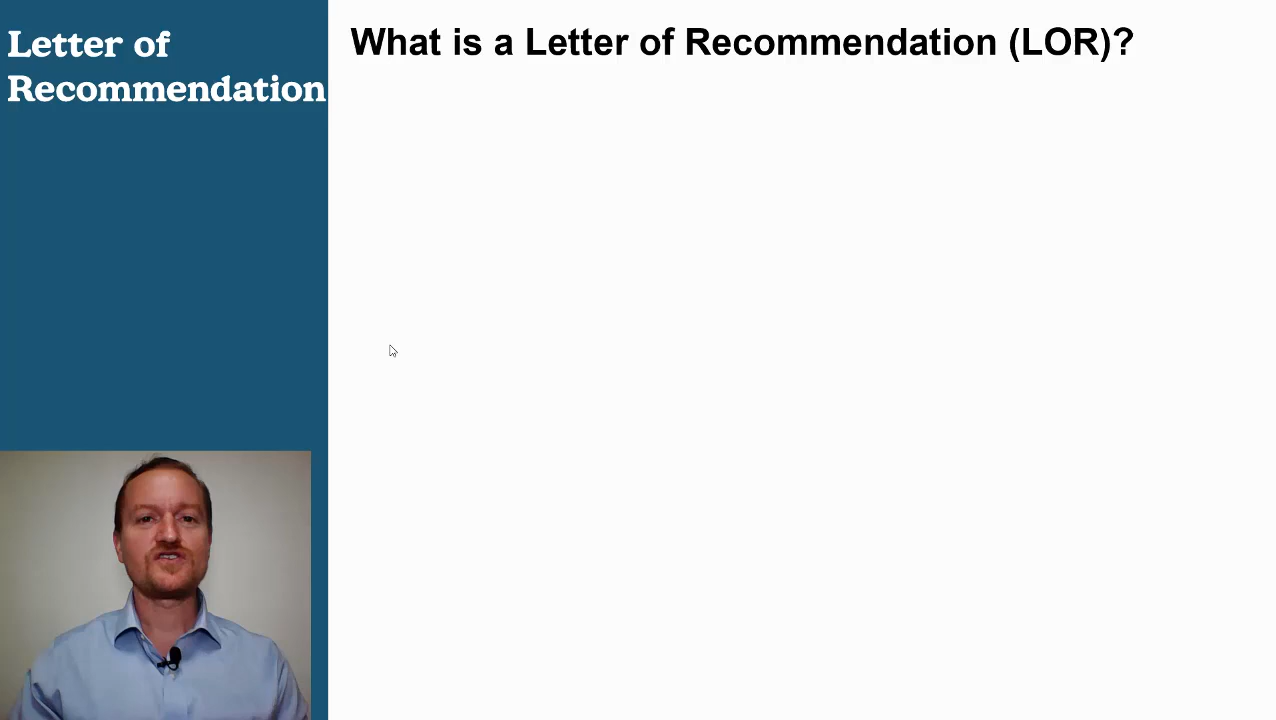 Letter of
Recommendation
What is a Letter of Recommendation (LOR)?